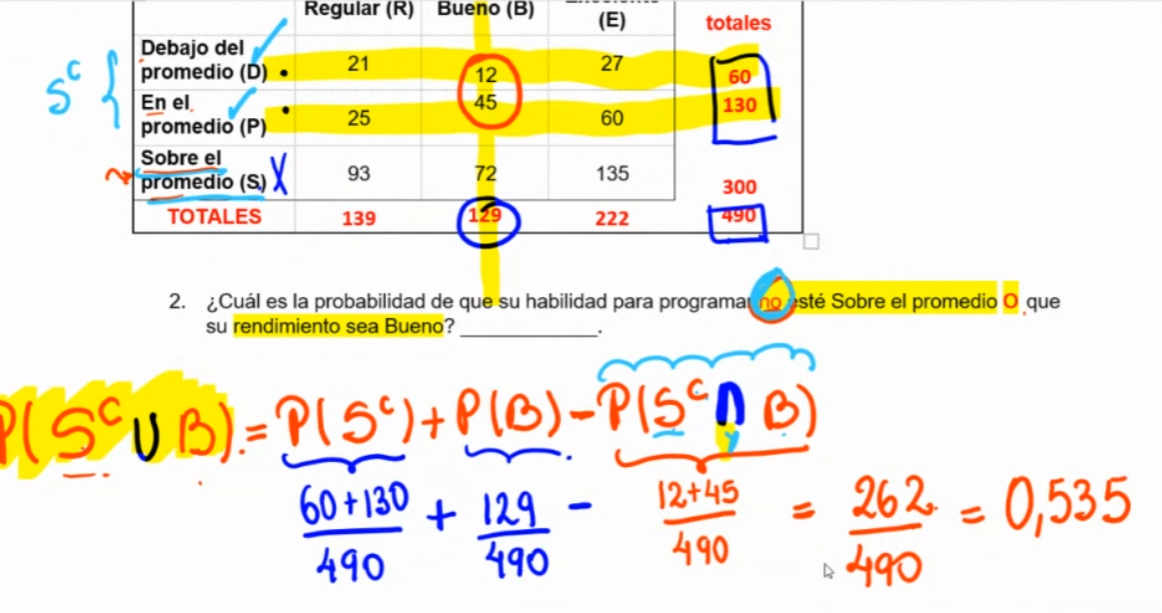 Regular (R) Bueno (B) (E) totales
Debajo del
promedio (D) 21 12 27 60
En el
promedio (P) 25 45 60 130
Sobre el
promedio (S) 93 72 135 300
TOTALES 139 129 222 490
S^c {
X
2. ¿Cuál es la probabilidad de que su habilidad para programar no esté Sobre el promedio O que
su rendimiento sea Bueno? ____________.
P(S^c ∪ B) = P(S^c) + P(B) - P(S^c ∩ B)
y
60+130/490 + 129/490 - 12+45/490 = 262/490 = 0,535